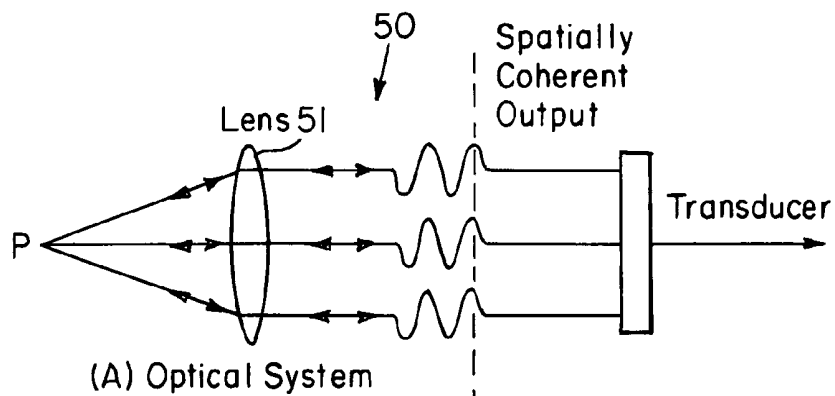 50
Spatially
Coherent
Output
Lens 51
Transducer
P
(A) Optical System